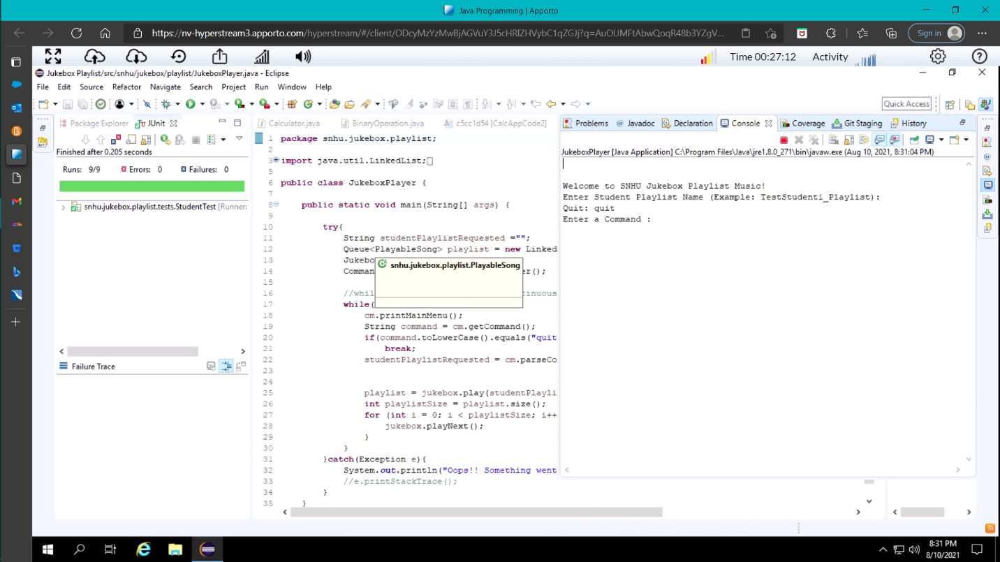 Java Programming | Apporto
https://nv-hyperstream3.apporto.com/hyperstream/#/client/ODcyMzYzMwBjAGVuY3J5cHRlZHVybC1qZGJj?q=AuOUMFtAbwQoqR48b3YZgV...
Sign in
Time 00:27:12 Activity
Jukebox Playlist/src/snhu/jukebox/playlist/JukeboxPlayer.java - Eclipse
File Edit Source Refactor Navigate Search Project Run Window Help
Quick Access
Package Explorer JUnit
Finished after 0.205 seconds
Runs: 9/9 Errors: 0 Failures: 0
snhu.jukebox.playlist.tests.StudentTest [Runner:
Failure Trace
Calculator.java BinaryOperation.java c5cc1d54 [CalcAppCode2]
1 package snhu.jukebox.playlist;
2
3 import java.util.LinkedList;
5
6 public class JukeboxPlayer {
7
8 public static void main(String[] args) {
9
10 try{
11 String studentPlaylistRequested ="";
12 Queue<PlayableSong> playlist = new Linked
13 Jukebo
14 Comman er();
15
16 //whil tinuous
17 while(
18 cm.printMainMenu();
19 String command = cm.getCommand();
20 if(command.toLowerCase().equals("quit
21 break;
22 studentPlaylistRequested = cm.parseCo
23
24
25 playlist = jukebox.play(studentPlayli
26 int playlistSize = playlist.size();
27 for (int i = 0; i < playlistSize; i++
28 jukebox.playNext();
29 }
30 }
31 }catch(Exception e){
32 System.out.println("Oops!! Something went
33 //e.printStackTrace();
34 }
35 }
snhu.jukebox.playlist.PlayableSong
Problems Javadoc Declaration Console Coverage Git Staging History
JukeboxPlayer [Java Application] C:\Program Files\Java\jre1.8.0_271\bin\javaw.exe (Aug 10, 2021, 8:31:04 PM)
Welcome to SNHU Jukebox Playlist Music!
Enter Student Playlist Name (Example: TestStudent1_Playlist):
Quit: quit
Enter a Command :
8:31 PM
8/10/2021